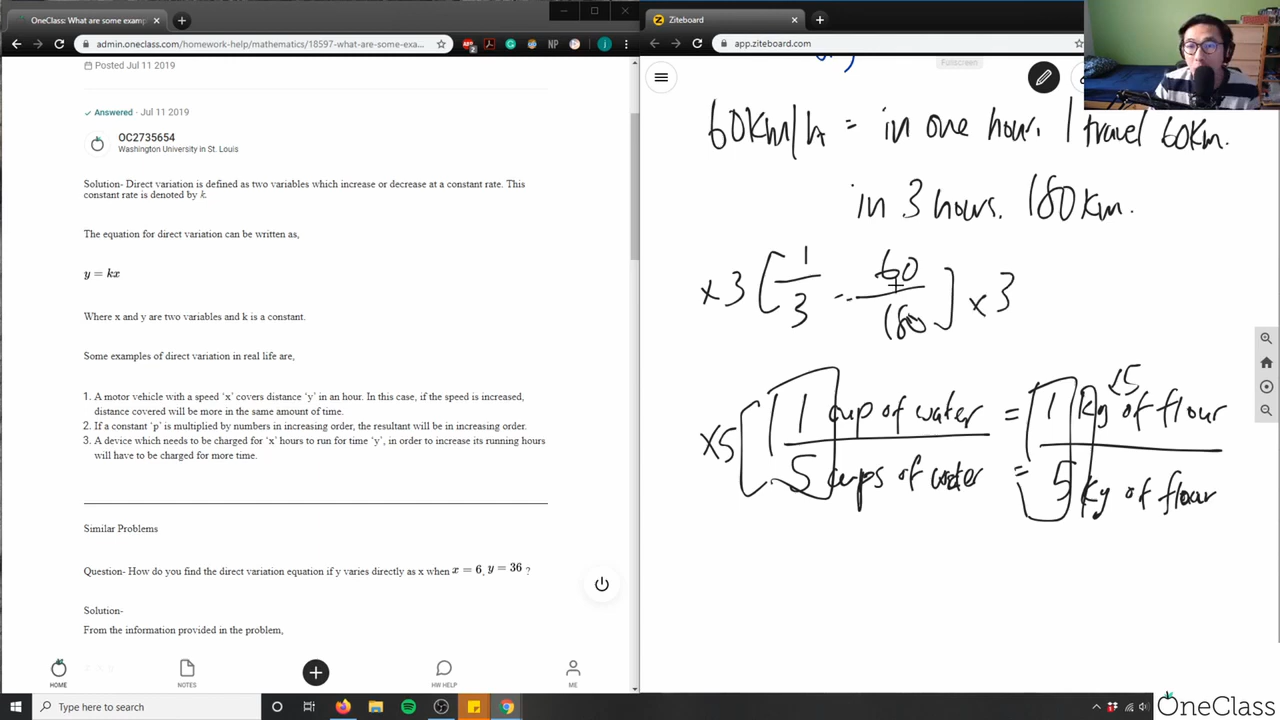 OneClass: What are some examp
Ziteboard
admin.oneclass.com/homework-help/mathematics/18597-what-are-some-exa...
app.ziteboard.com
Fullscreen
Posted Jul 11 2019
Answered - Jul 11 2019
OC2735654
Washington University in St. Louis
Solution- Direct variation is defined as two variables which increase or decrease at a constant rate. This
constant rate is denoted by k.
The equation for direct variation can be written as,
y = kx
Where x and y are two variables and k is a constant.
Some examples of direct variation in real life are,
1. A motor vehicle with a speed ‘x’ covers distance ‘y’ in an hour. In this case, if the speed is increased,
distance covered will be more in the same amount of time.
2. If a constant ‘p’ is multiplied by numbers in increasing order, the resultant will be in increasing order.
3. A device which needs to be charged for ‘x’ hours to run for time ‘y’, in order to increase its running hours
will have to be charged for more time.
Similar Problems
Question- How do you find the direct variation equation if y varies directly as x when x = 6, y = 36 ?
Solution-
From the information provided in the problem,
HOME
NOTES
HW HELP
ME
60km/h = in one hour. I travel 60km.
in 3 hours. 180km.
x3 [ 1/3 = 60/180 ] x3
x5
1 cup of water = 1 kg of flour
5 cups of water = 5 kg of flour
Type here to search
OneClass